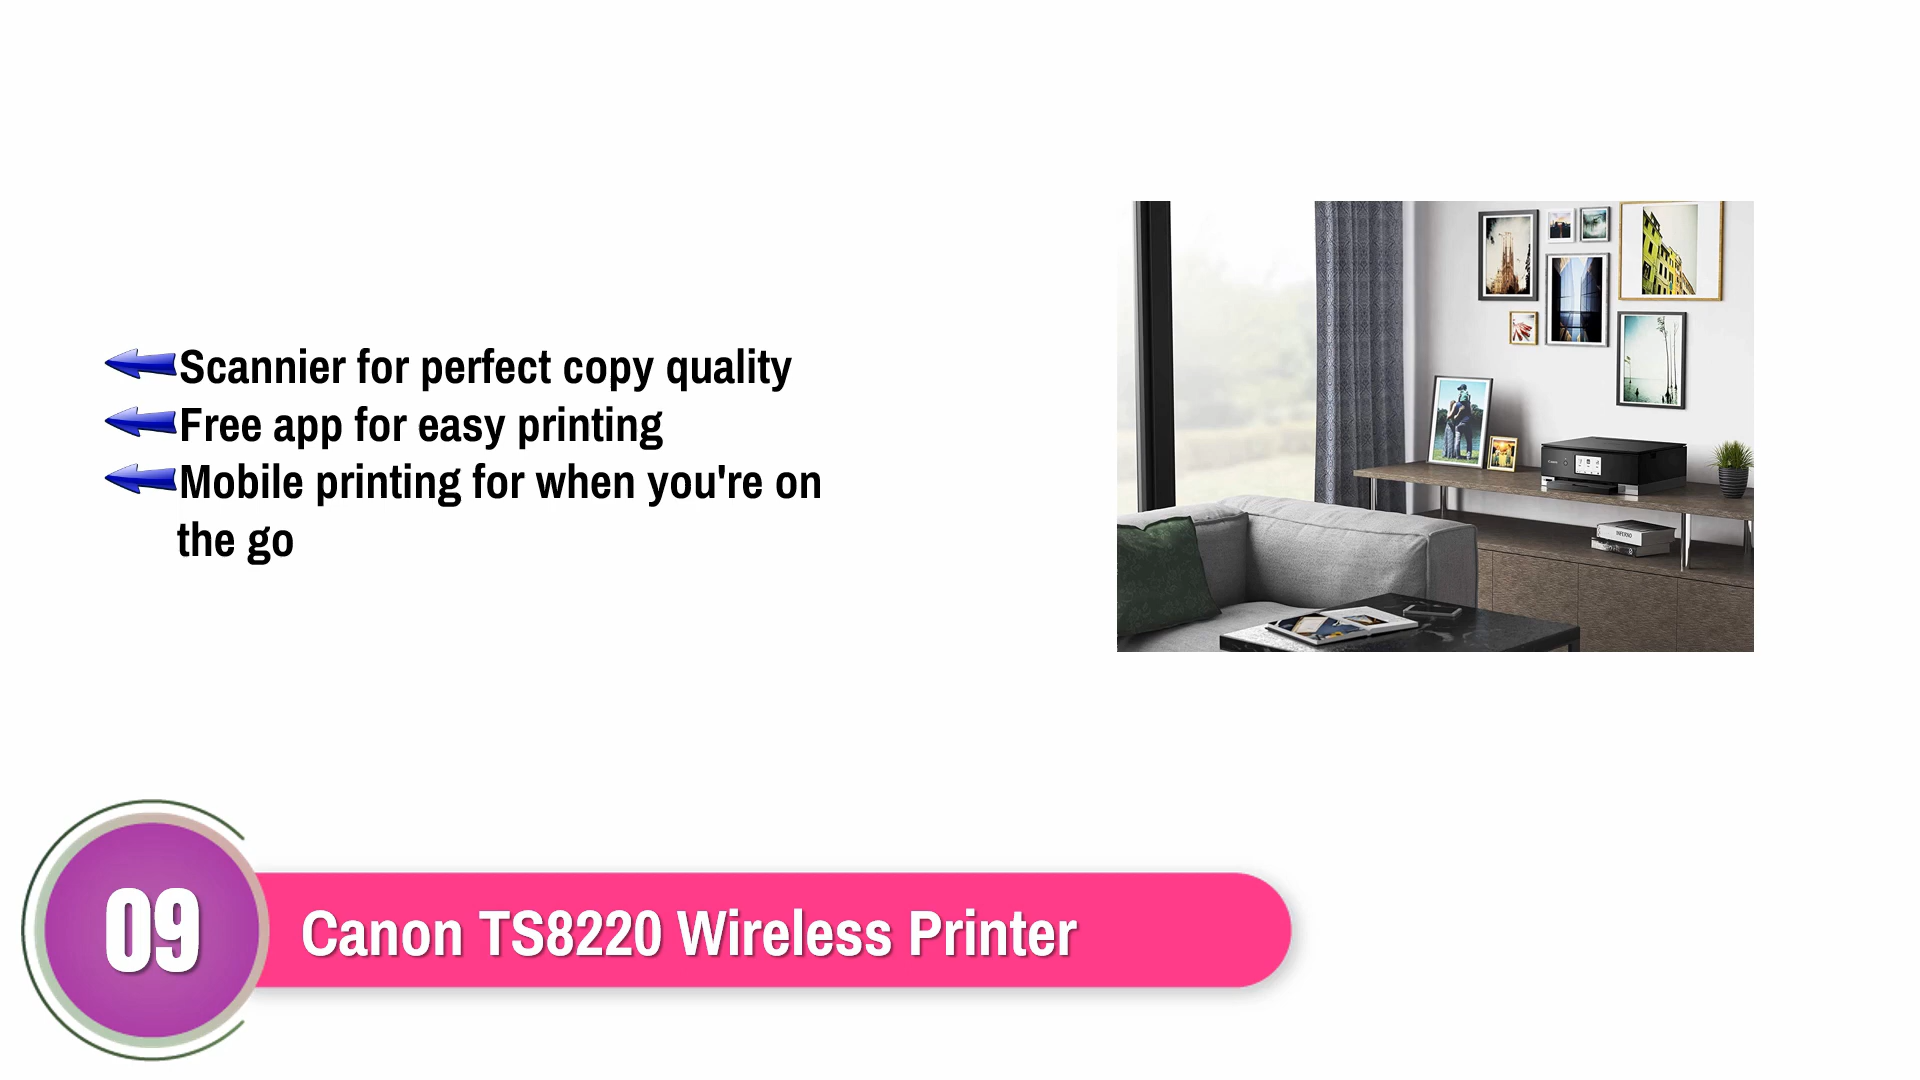 Scannier for perfect copy quality
Free app for easy printing
Mobile printing for when you're on
the go
INFERNO
09
Canon TS8220 Wireless Printer